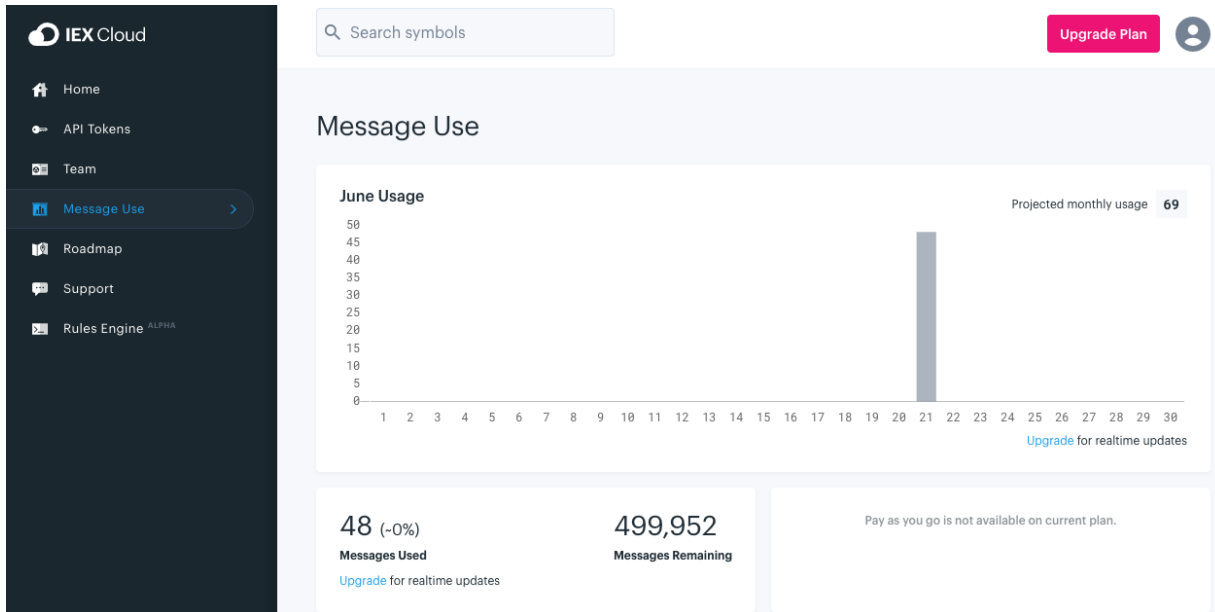 IEX Cloud
Search symbols
Upgrade Plan
Home
API Tokens
Team
Message Use
Roadmap
Support
Rules Engine ALPHA
Message Use
June Usage
Projected monthly usage 69
50
45
40
35
30
25
20
15
10
5
0
1 2 3 4 5 6 7 8 9 10 11 12 13 14 15 16 17 18 19 20 21 22 23 24 25 26 27 28 29 30
Upgrade for realtime updates
48 (~0%)
Messages Used
Upgrade for realtime updates
499,952
Messages Remaining
Pay as you go is not available on current plan.